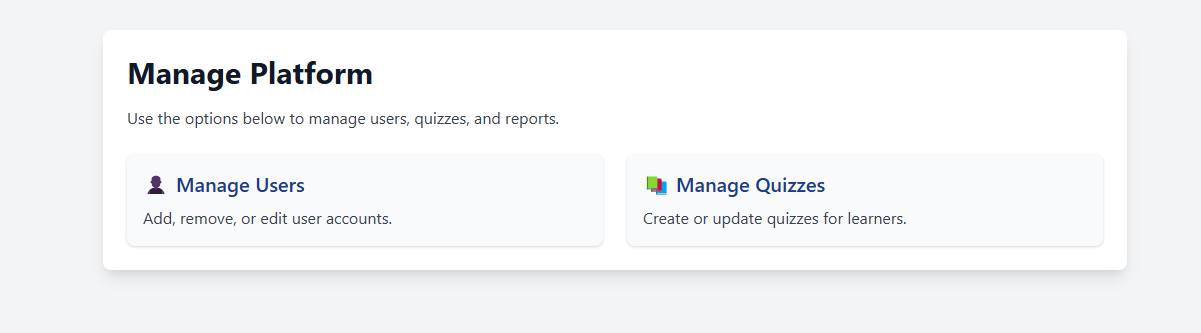 Manage Platform
Use the options below to manage users, quizzes, and reports.
Manage Users
Add, remove, or edit user accounts.
Manage Quizzes
Create or update quizzes for learners.